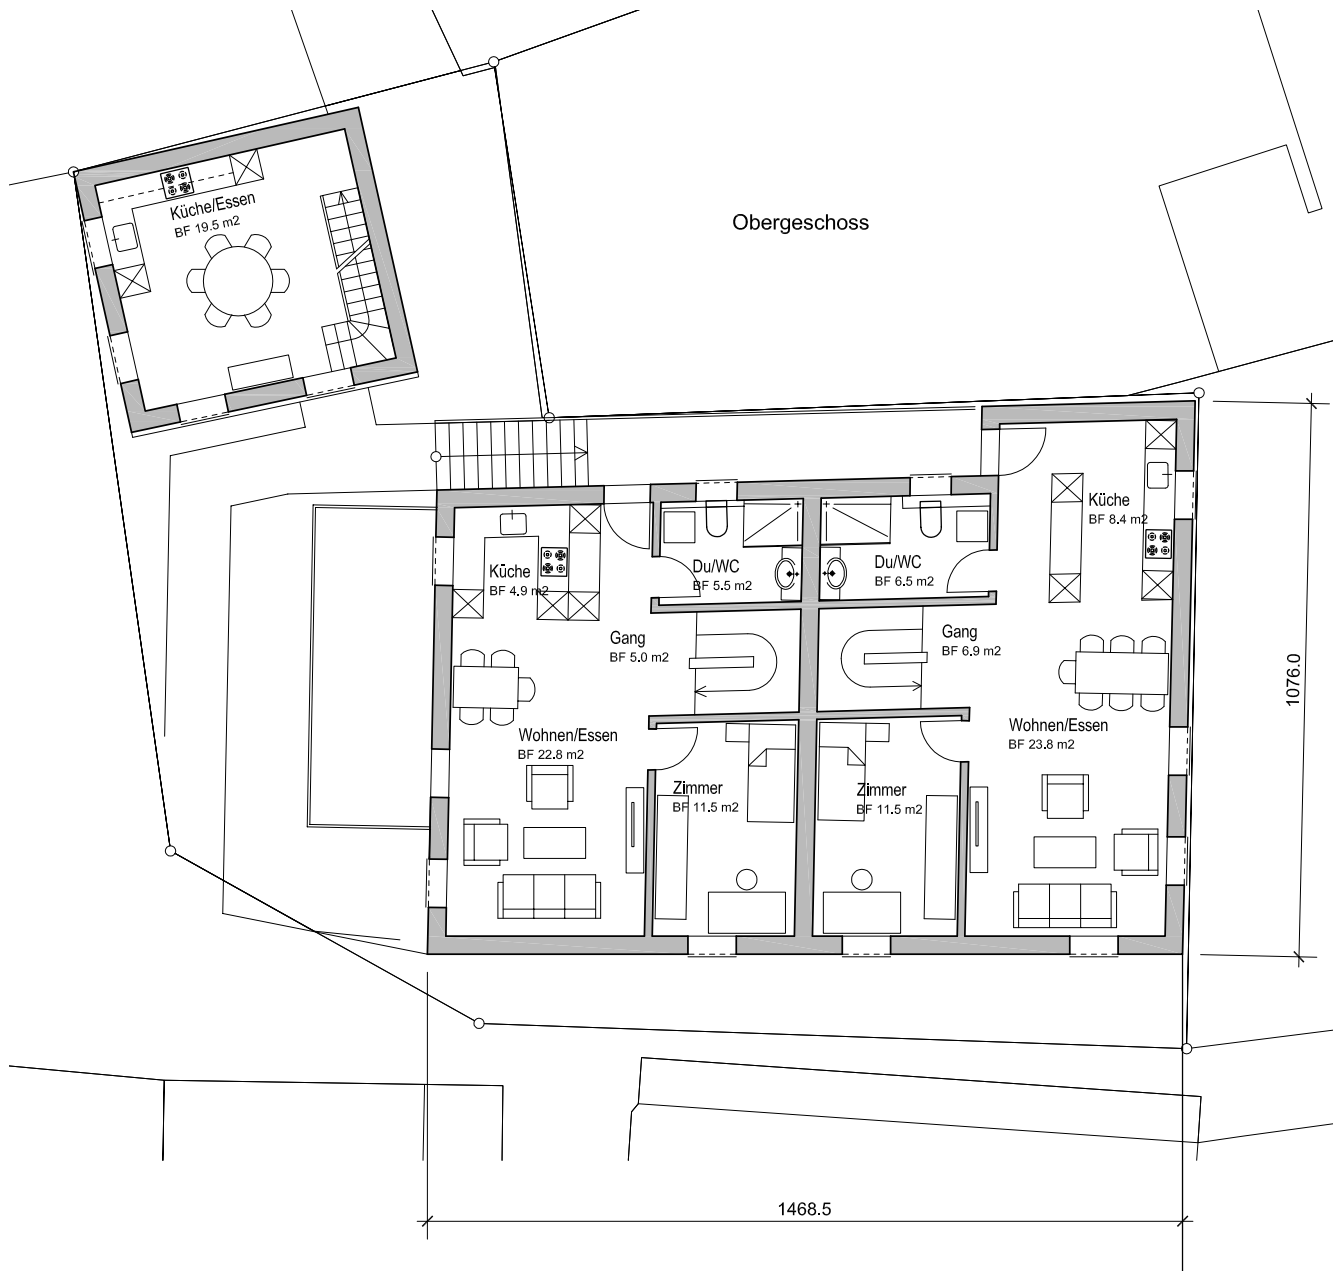 Küche/Essen
BF 19.5 m2
Obergeschoss
Küche
BF 8.4 m2
Küche
BF 4.9 m2
Du/WC
BF 5.5 m2
Du/WC
BF 6.5 m2
Gang
BF 5.0 m2
Gang
BF 6.9 m2
Wohnen/Essen
BF 22.8 m2
Wohnen/Essen
BF 23.8 m2
Zimmer
BF 11.5 m2
Zimmer
BF 11.5 m2
1076.0
1468.5